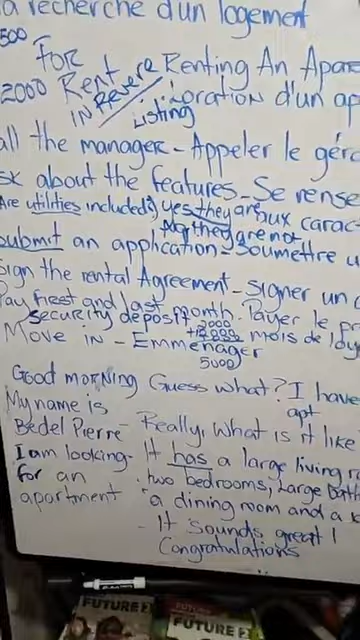 a recherche d'un logement
500
FOR
2000 Rent
IN Revere
Listing
Renting An Apar
Location d'un ap
all the manager - Appeler le géra
sk about the features - Se rense
Are utilities included? yes they are aux carac
No they are not
Submit an application = Soumettre u
Sign the rental Agreement - Signer un
Pay first and last month. Payer le p
security deposit
mois de loy
Move in - Emménager
5000
Good morning
My name is
Bedel Pierre
I am looking
for an
apartment
Guess what? I have
apt
- Really, What is it like
- It has a large living r
two bedrooms, Large bath
a dining room and a
- It sounds great!
Congratulations
FUTURE
FUTURE